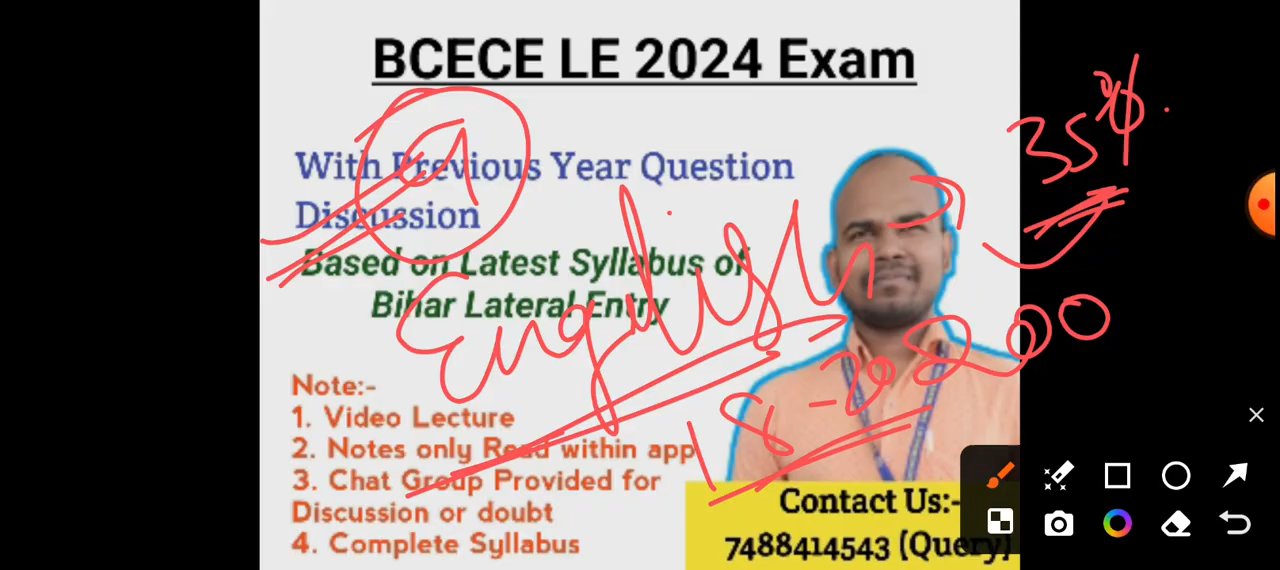 BCECE LE 2024 Exam
With Previous Year Question
Discussion
Based on Latest Syllabus of
Bihar Lateral Entry
English
35%
18-20
200
Note:-
1. Video Lecture
2. Notes only Read within app
3. Chat Group Provided for
Discussion or doubt
4. Complete Syllabus
Contact Us:-
7488414543 (Query)